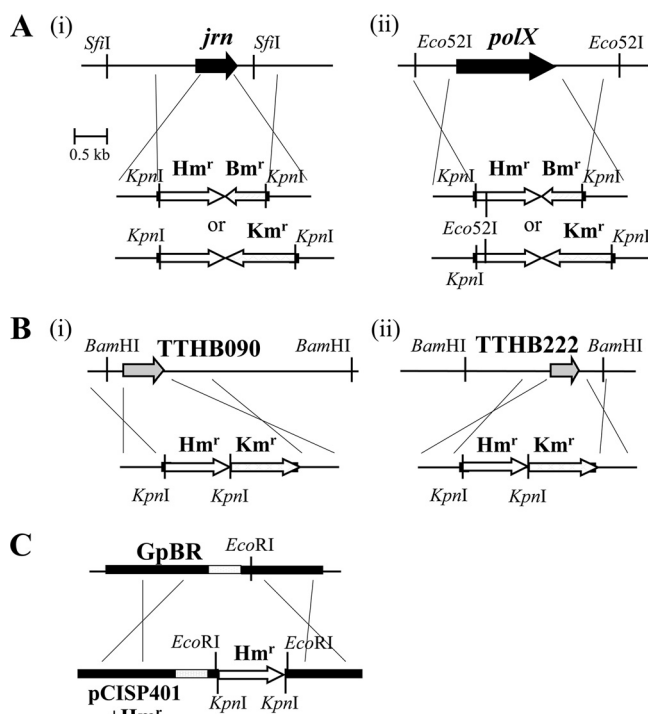 A (i) jrn (ii) polX
SfiI SfiI Eco52I Eco52I
0.5 kb
KpnI Hmʳ Bmʳ KpnI KpnI Hmʳ Bmʳ KpnI
or Eco52I or
KpnI Kmʳ KpnI KpnI Kmʳ KpnI
B (i) TTHB090 (ii) TTHB222
BamHI BamHI BamHI BamHI
Hmʳ Kmʳ Hmʳ Kmʳ
KpnI KpnI KpnI KpnI
C GpBR
EcoRI
EcoRI Hmʳ EcoRI
pCISP401 KpnI KpnI
+Hmʳ